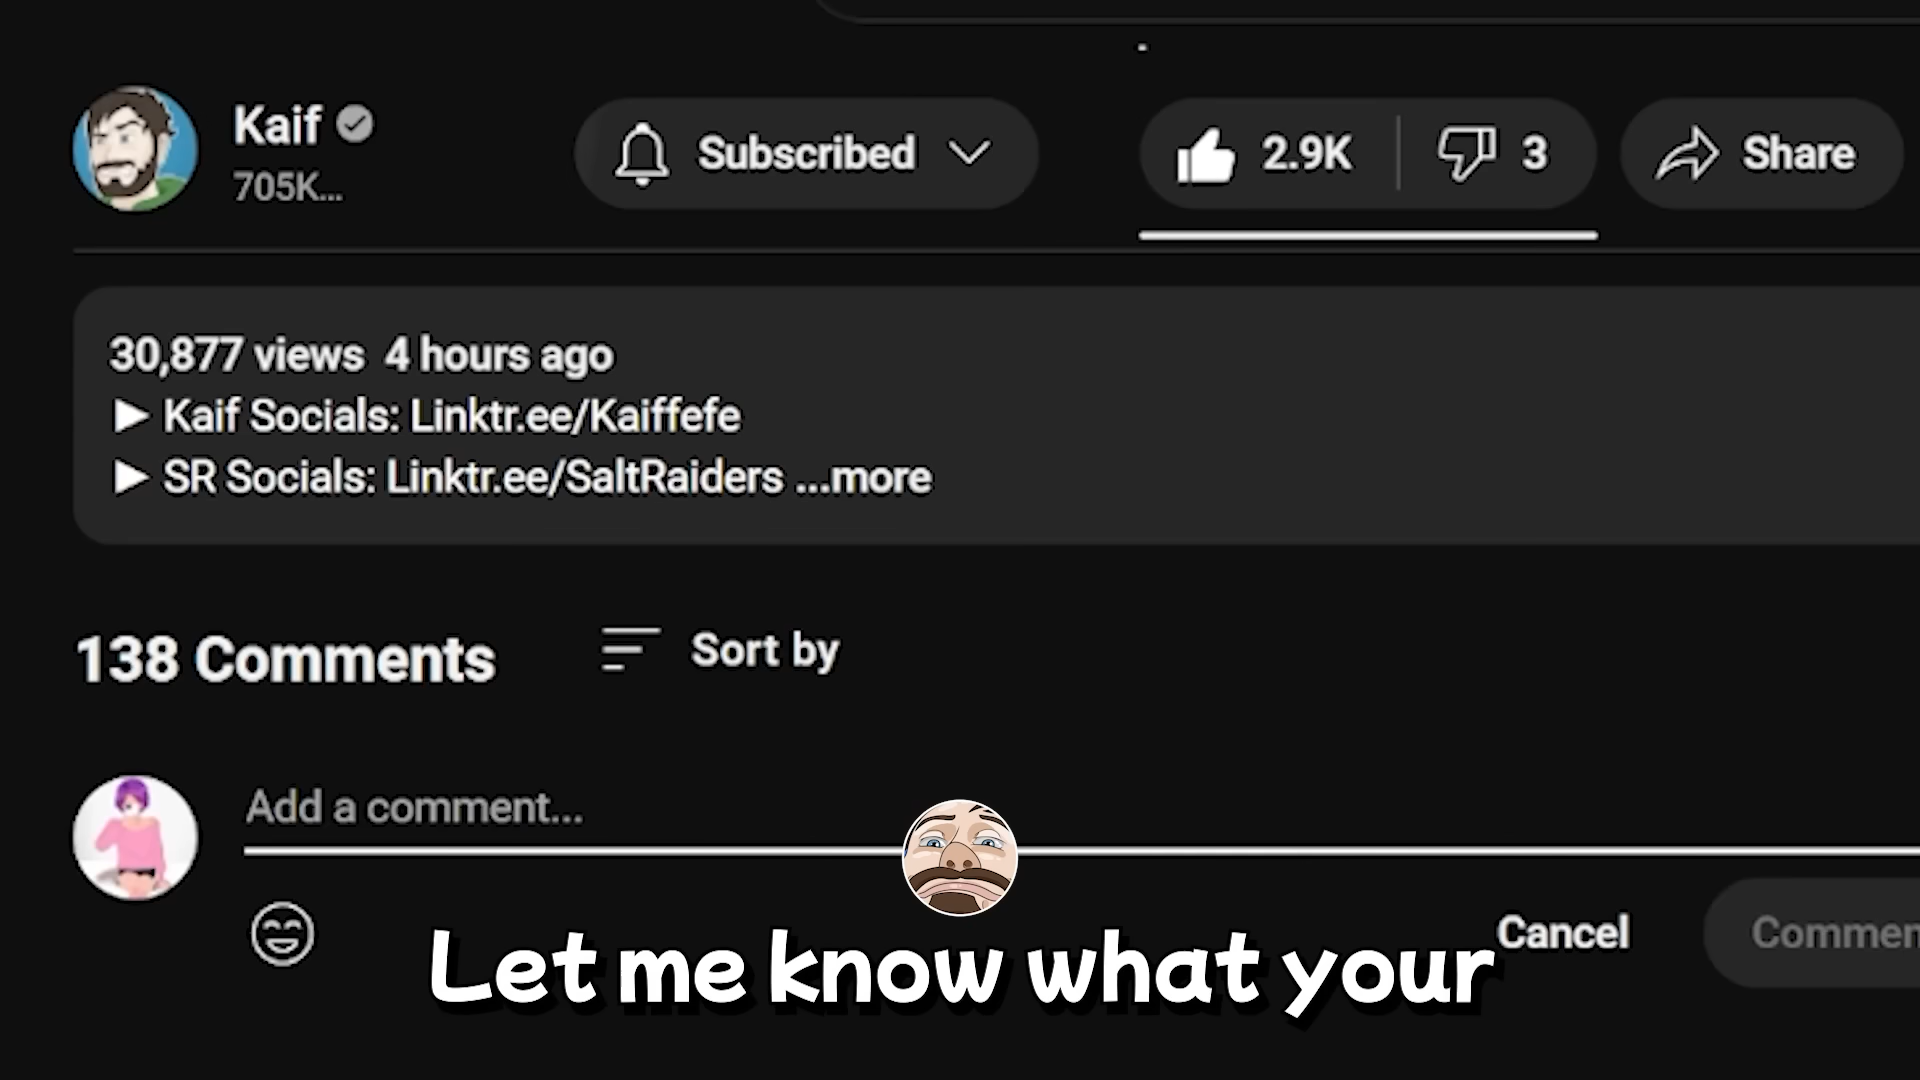 Kaif
705K...
Subscribed
2.9K
3
Share
30,877 views 4 hours ago
▶ Kaif Socials: Linktr.ee/Kaiffefe
▶ SR Socials: Linktr.ee/SaltRaiders ...more
138 Comments
Sort by
Add a comment...
Cancel
Commen
Let me know what your